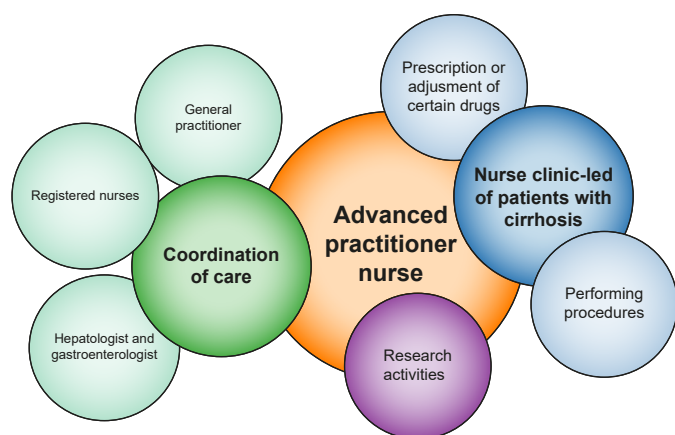 General
practitioner
Registered nurses
Hepatologist and
gastroenterologist
Coordination
of care
Advanced
practitioner
nurse
Prescription or
adjusment of
certain drugs
Nurse clinic-led
of patients with
cirrhosis
Performing
procedures
Research
activities